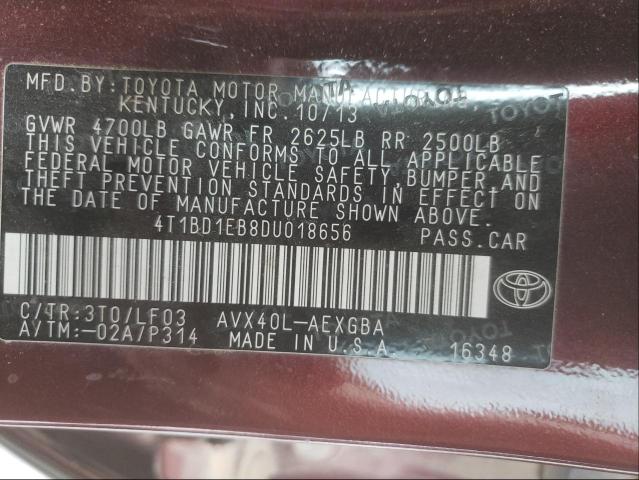 MFD.BY:TOYOTA MOTOR MANUFACTURING
KENTUCKY, INC. 10/13
GVWR 4700LB GAWR FR 2625LB RR 2500LB
THIS VEHICLE CONFORMS TO ALL APPLICABLE
FEDERAL MOTOR VEHICLE SAFETY, BUMPER, AND
THEFT PREVENTION STANDARDS IN EFFECT ON
THE DATE OF MANUFACTURE SHOWN ABOVE.
4T1BD1EB8DU018656 PASS.CAR
C/TR:3T0/LF03 AVX40L-AEXGBA
A/TM:-02A/P314 MADE IN U.S.A. 16348